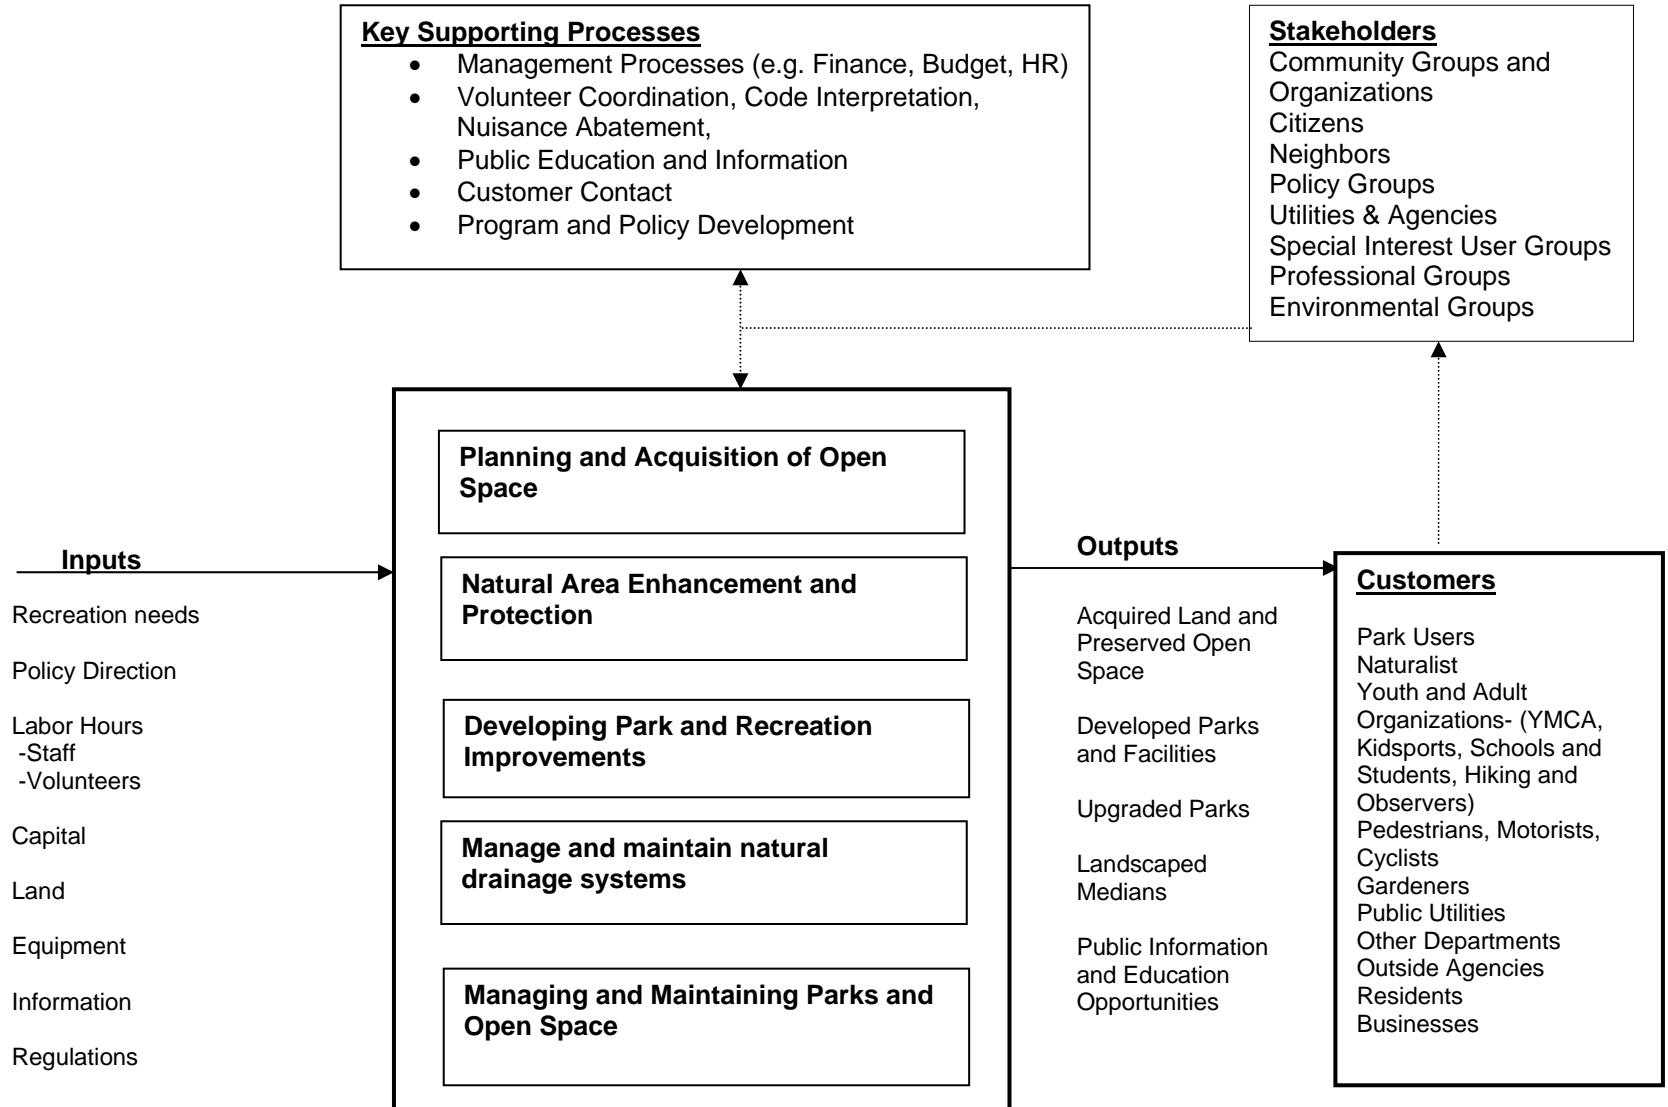 Key Supporting Processes
• Management Processes (e.g. Finance, Budget, HR)
• Volunteer Coordination, Code Interpretation,
Nuisance Abatement,
• Public Education and Information
• Customer Contact
• Program and Policy Development
Stakeholders
Community Groups and
Organizations
Citizens
Neighbors
Policy Groups
Utilities & Agencies
Special Interest User Groups
Professional Groups
Environmental Groups
Inputs
Recreation needs
Policy Direction
Labor Hours
-Staff
-Volunteers
Capital
Land
Equipment
Information
Regulations
Planning and Acquisition of Open
Space
Natural Area Enhancement and
Protection
Developing Park and Recreation
Improvements
Manage and maintain natural
drainage systems
Managing and Maintaining Parks and
Open Space
Outputs
Acquired Land and
Preserved Open
Space
Developed Parks
and Facilities
Upgraded Parks
Landscaped
Medians
Public Information
and Education
Opportunities
Customers
Park Users
Naturalist
Youth and Adult
Organizations- (YMCA,
Kidsports, Schools and
Students, Hiking and
Observers)
Pedestrians, Motorists,
Cyclists
Gardeners
Public Utilities
Other Departments
Outside Agencies
Residents
Businesses